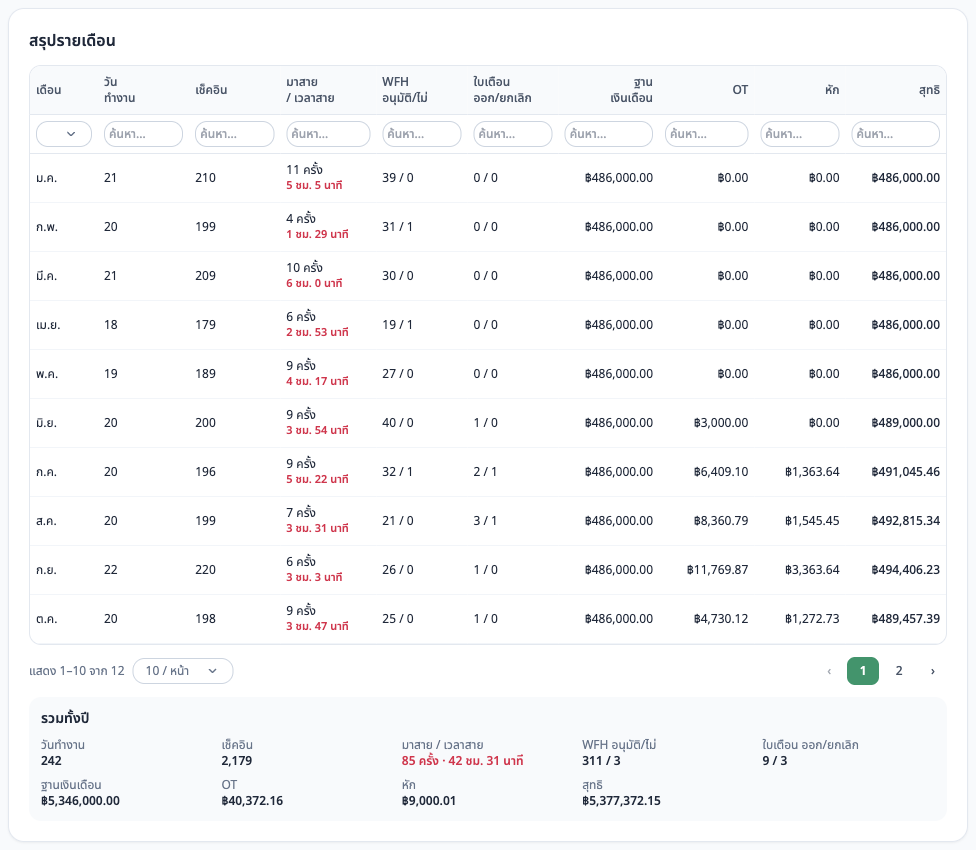 สรุปรายเดือน
เดือน วัน ทำงาน เช็คอิน มาสาย / เวลาสาย WFH อนุมัติ/ไม่ ใบเตือน ออก/ยกเลิก ฐาน เงินเดือน OT หัก สุทธิ
ค้นหา... ค้นหา... ค้นหา... ค้นหา... ค้นหา... ค้นหา... ค้นหา... ค้นหา... ค้นหา...
ม.ค. 21 210 11 ครั้ง 5 ชม. 5 นาที 39 / 0 0 / 0 ฿486,000.00 ฿0.00 ฿0.00 ฿486,000.00
ก.พ. 20 199 4 ครั้ง 1 ชม. 29 นาที 31 / 1 0 / 0 ฿486,000.00 ฿0.00 ฿0.00 ฿486,000.00
มี.ค. 21 209 10 ครั้ง 6 ชม. 0 นาที 30 / 0 0 / 0 ฿486,000.00 ฿0.00 ฿0.00 ฿486,000.00
เม.ย. 18 179 6 ครั้ง 2 ชม. 53 นาที 19 / 1 0 / 0 ฿486,000.00 ฿0.00 ฿0.00 ฿486,000.00
พ.ค. 19 189 9 ครั้ง 4 ชม. 17 นาที 27 / 0 0 / 0 ฿486,000.00 ฿0.00 ฿0.00 ฿486,000.00
มิ.ย. 20 200 9 ครั้ง 3 ชม. 54 นาที 40 / 0 1 / 0 ฿486,000.00 ฿3,000.00 ฿0.00 ฿489,000.00
ก.ค. 20 196 9 ครั้ง 5 ชม. 22 นาที 32 / 1 2 / 1 ฿486,000.00 ฿6,409.10 ฿1,363.64 ฿491,045.46
ส.ค. 20 199 7 ครั้ง 3 ชม. 31 นาที 21 / 0 3 / 1 ฿486,000.00 ฿8,360.79 ฿1,545.45 ฿492,815.34
ก.ย. 22 220 6 ครั้ง 3 ชม. 3 นาที 26 / 0 1 / 0 ฿486,000.00 ฿11,769.87 ฿3,363.64 ฿494,406.23
ต.ค. 20 198 9 ครั้ง 3 ชม. 47 นาที 25 / 0 1 / 0 ฿486,000.00 ฿4,730.12 ฿1,272.73 ฿489,457.39
แสดง 1–10 จาก 12 10 / หน้า ‹ 1 2 ›
รวมทั้งปี
วันทำงาน เช็คอิน มาสาย / เวลาสาย WFH อนุมัติ/ไม่ ใบเตือน ออก/ยกเลิก
242 2,179 85 ครั้ง · 42 ชม. 31 นาที 311 / 3 9 / 3
ฐานเงินเดือน OT หัก สุทธิ
฿5,346,000.00 ฿40,372.16 ฿9,000.01 ฿5,377,372.15